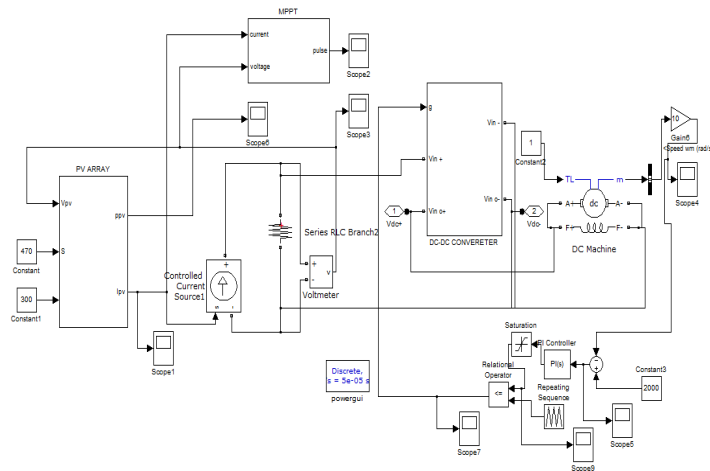 MPPT
current
pulse
voltage
Scope2
Scope6
Scope3
g
Vin -
10
Gain6
<Speed wm (rad/s
1
Constant2
PV ARRAY
Vpv
ppv
S
Ipv
470
Constant
300
Constant1
Vin +
TL
m
Scope4
1
Vdc+
Vin o+
Vin o-
2
Vdo-
A+
dc
A-
F+
F-
DC-DC CONVERETER
DC Machine
Series RLC Branch2
Controlled
Current
Source1
+
-
v
Voltmeter
Scope1
Discrete,
s = 5e-05 s
powergui
Saturation
PI Controller
PI(s)
Relational
Operator
<=
Repeating
Sequence
-
+
Constant3
2000
Scope7
Scope5
Scope9